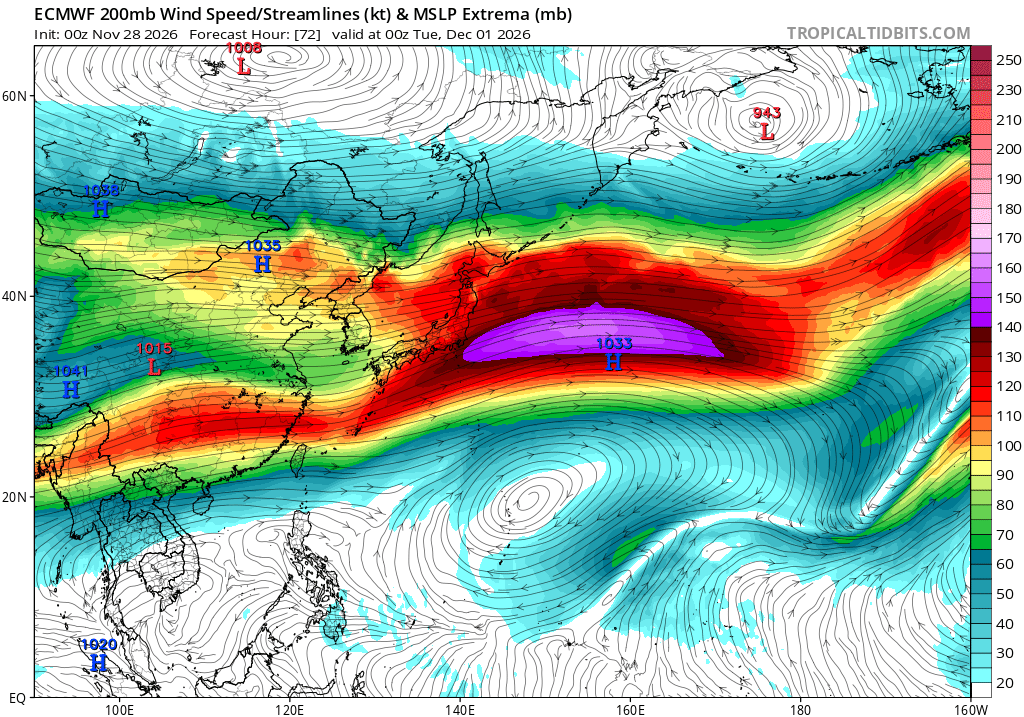 ECMWF 200mb Wind Speed/Streamlines (kt) & MSLP Extrema (mb)
Init: 00z Nov 28 2026 Forecast Hour: [72] valid at 00z Tue, Dec 01 2026
TROPICALTIDBITS.COM
1008
L
943
L
1038
H
1035
H
1033
H
1015
L
1041
H
1020
H
60N
40N
20N
EQ
100E
120E
140E
160E
180
160W
250
230
210
200
190
180
170
160
150
140
130
120
110
100
90
80
70
60
50
40
30
20